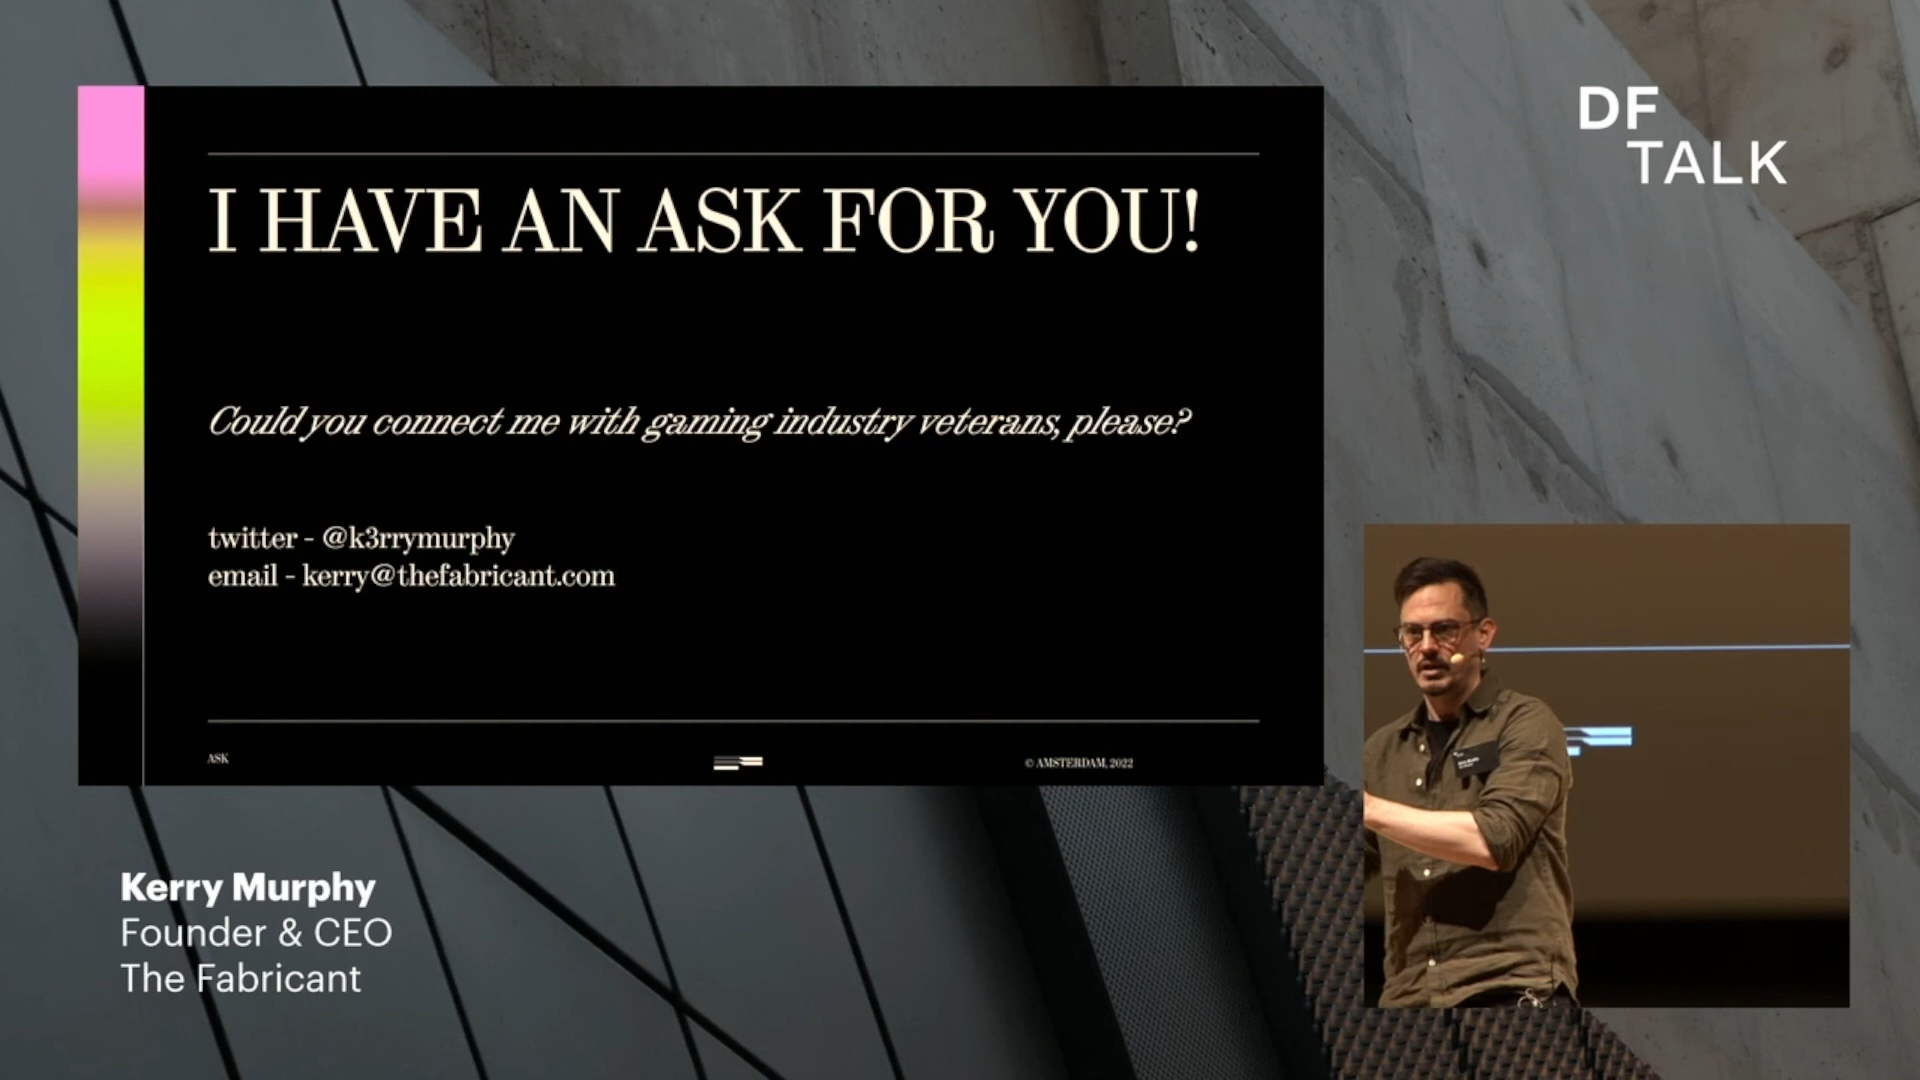 DF
TALK
I HAVE AN ASK FOR YOU!
Could you connect me with gaming industry veterans, please?
twitter - @k3rrymurphy
email - kerry@thefabricant.com
ASK
© AMSTERDAM, 2022
Kerry Murphy
Founder & CEO
The Fabricant